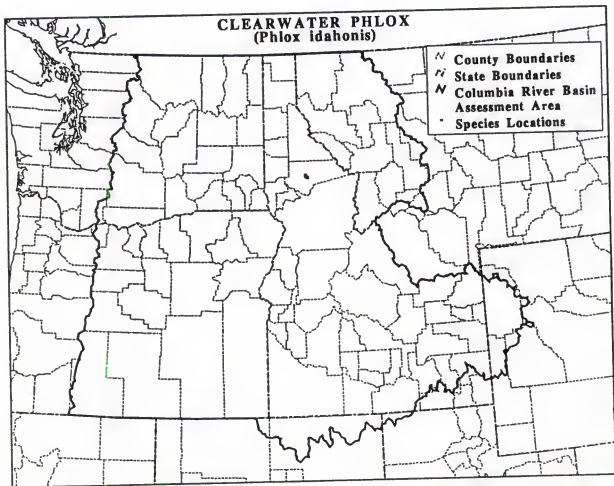 CLEARWATER PHLOX
(Phlox idahonis)
County Boundaries
State Boundaries
Columbia River Basin
Assessment Area
Species Locations